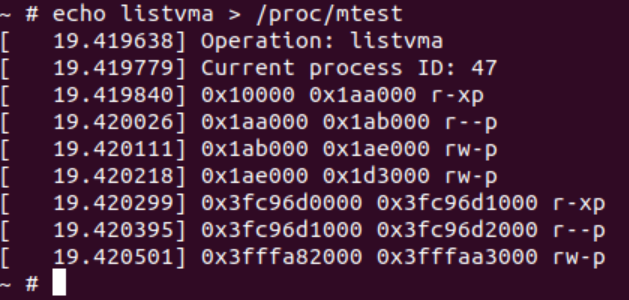 ~ # echo listvma > /proc/mtest
[   19.419638] Operation: listvma
[   19.419779] Current process ID: 47
[   19.419840] 0x10000 0x1aa000 r-xp
[   19.420026] 0x1aa000 0x1ab000 r--p
[   19.420111] 0x1ab000 0x1ae000 rw-p
[   19.420218] 0x1ae000 0x1d3000 rw-p
[   19.420299] 0x3fc96d0000 0x3fc96d1000 r-xp
[   19.420395] 0x3fc96d1000 0x3fc96d2000 r--p
[   19.420501] 0x3fffa82000 0x3fffaa3000 rw-p
~ #